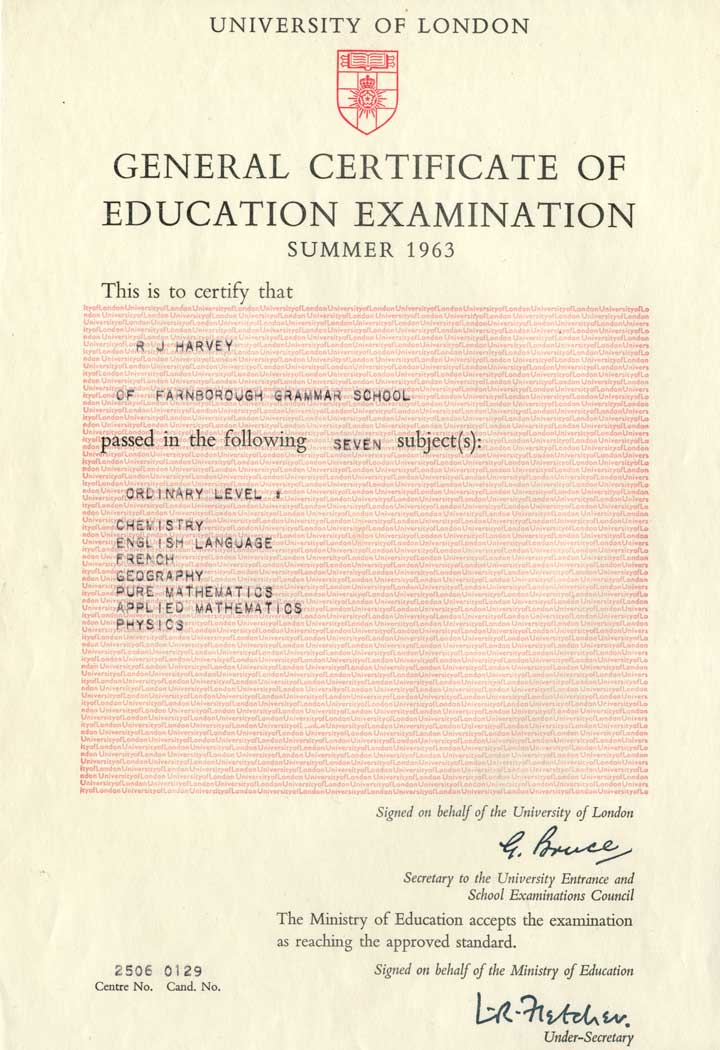 UNIVERSITY OF LONDON
GENERAL CERTIFICATE OF
EDUCATION EXAMINATION
SUMMER 1963
This is to certify that
R J HARVEY
OF FARNBOROUGH GRAMMAR SCHOOL
passed in the following SEVEN subject(s):
ORDINARY LEVEL :
CHEMISTRY
ENGLISH LANGUAGE
FRENCH
GEOGRAPHY
PURE MATHEMATICS
APPLIED MATHEMATICS
PHYSICS
Signed on behalf of the University of London
G. Bruce
Secretary to the University Entrance and
School Examinations Council
The Ministry of Education accepts the examination
as reaching the approved standard.
2506 0129
Centre No. Cand. No.
Signed on behalf of the Ministry of Education
L.R. Fletcher.
Under-Secretary